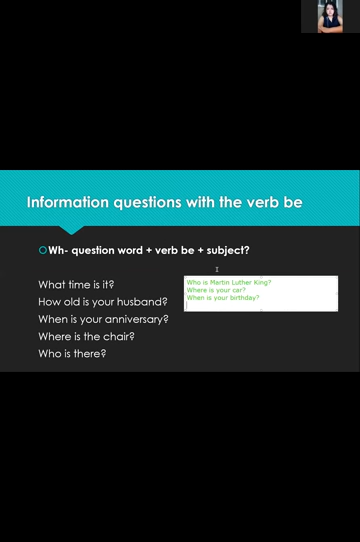 Information questions with the verb be
Wh- question word + verb be + subject?
What time is it?
How old is your husband?
When is your anniversary?
Where is the chair?
Who is there?
Who is Martin Luther King?
Where is your car?
When is your birthday?